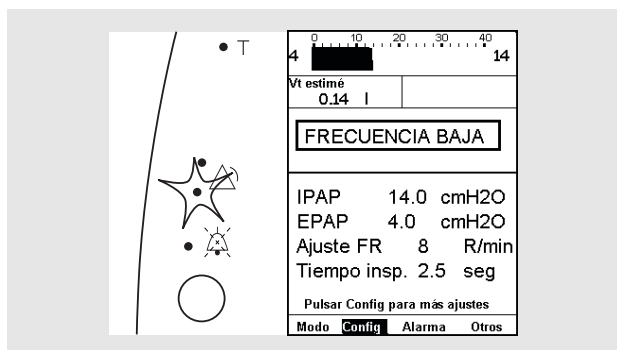 T
0 10 20 30 40
4 14
Vt estimé
0.14 l
FRECUENCIA BAJA
IPAP 14.0 cmH2O
EPAP 4.0 cmH2O
Ajuste FR 8 R/min
Tiempo insp. 2.5 seg
Pulsar Config para más ajustes
Modo Config Alarma Otros